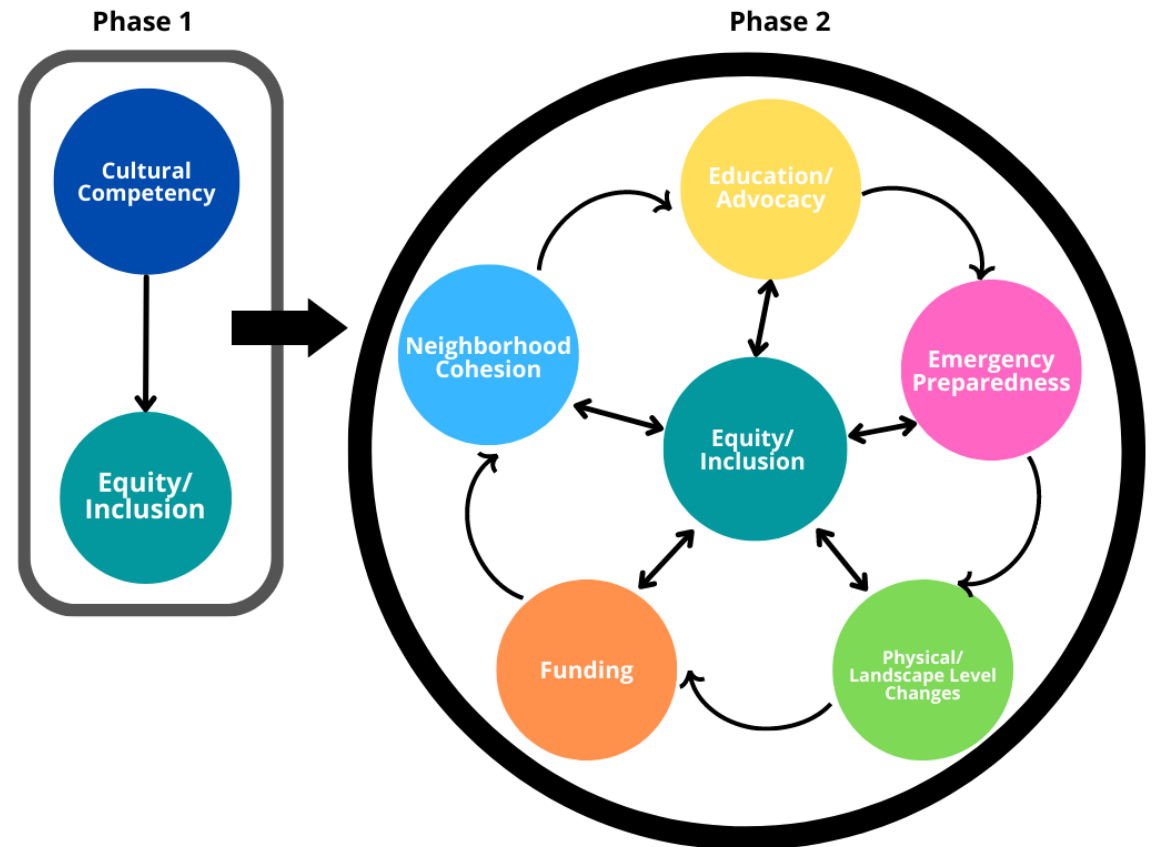 Phase 1
Cultural
Competency
Equity/
Inclusion
Phase 2
Education/
Advocacy
Neighborhood
Cohesion
Emergency
Preparedness
Equity/
Inclusion
Funding
Physical/
Landscape Level
Changes